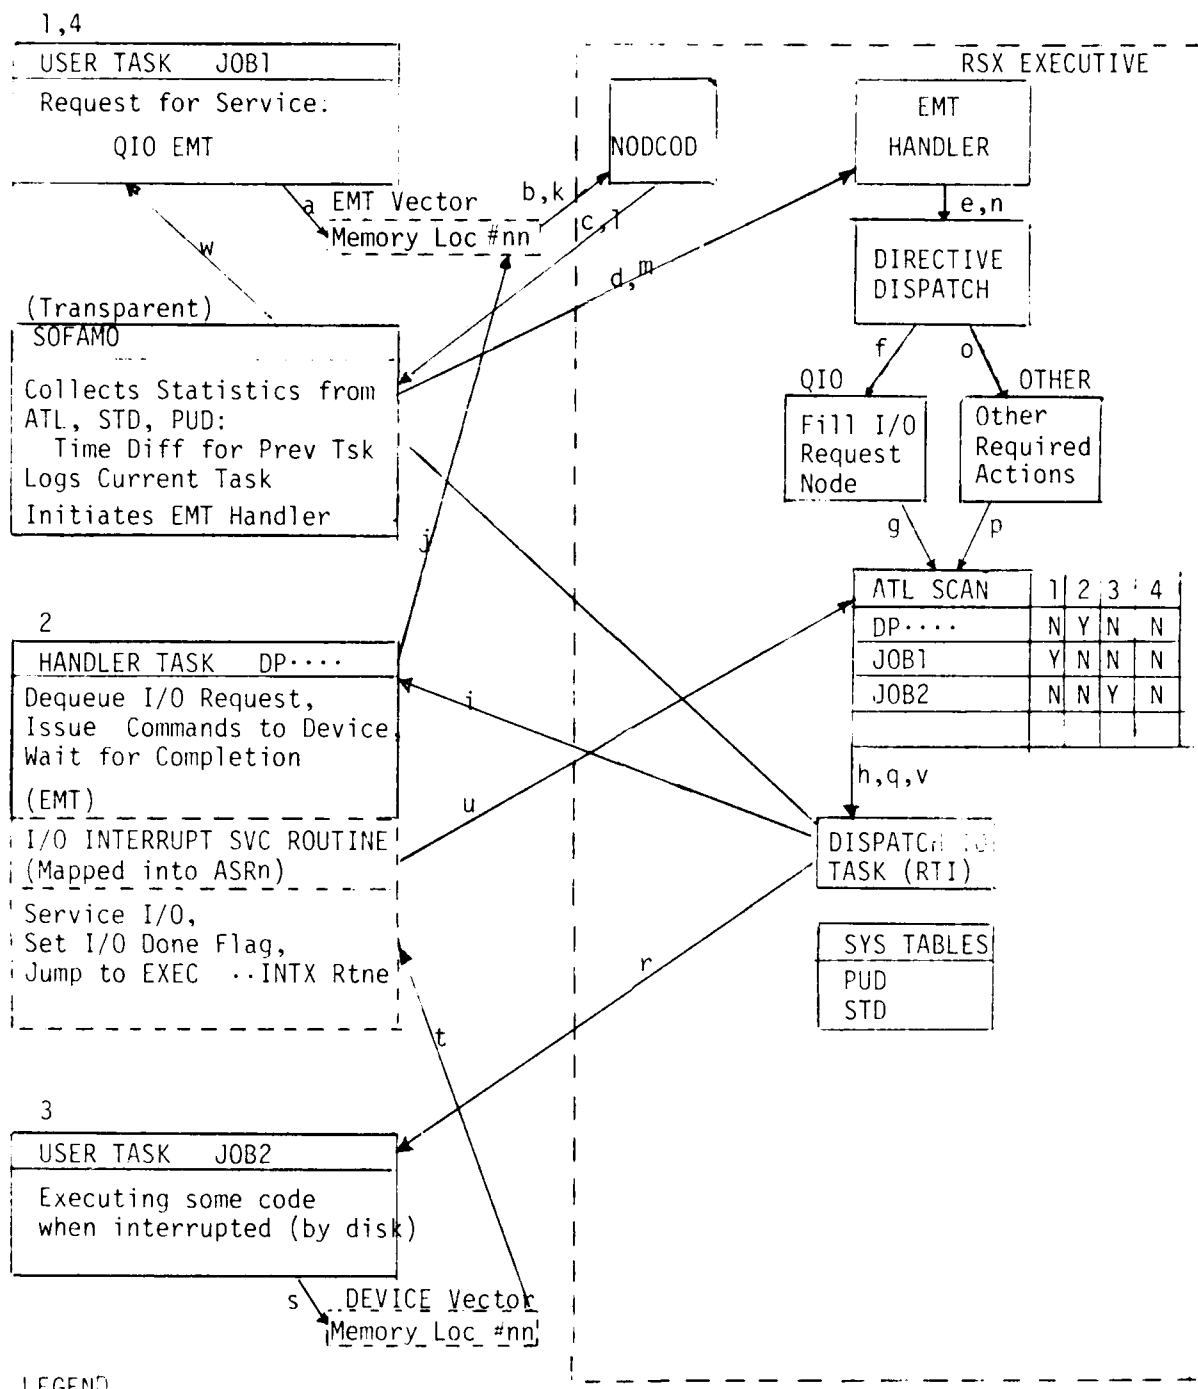 1,4
USER TASK JOB1
Request for Service:
QIO EMT
a
EMT Vector
Memory Loc #nn
b,k
c,l
d,m
w
RSX EXECUTIVE
NODCOD
EMT
HANDLER
e,n
DIRECTIVE
DISPATCH
f
o
QIO
OTHER
Fill I/O
Request
Node
Other
Required
Actions
g
p
(Transparent)
SOFAMO
Collects Statistics from
ATL, STD, PUD:
Time Diff for Prev Tsk
Logs Current Task
Initiates EMT Handler
j
ATL SCAN 1 2 3 4
DP···· N Y N N
JOB1 Y N N N
JOB2 N N Y N
h,q,v
2
HANDLER TASK DP····
Dequeue I/O Request,
Issue Commands to Device
Wait for Completion
(EMT)
i
u
I/O INTERRUPT SVC ROUTINE
(Mapped into ASRn)
Service I/O,
Set I/O Done Flag,
Jump to EXEC ··INTX Rtne
DISPATCH
TASK (RTI)
SYS TABLES
PUD
STD
r
t
3
USER TASK JOB2
Executing some code
when interrupted (by disk)
s
DEVICE Vector
Memory Loc #nn
LEGEND